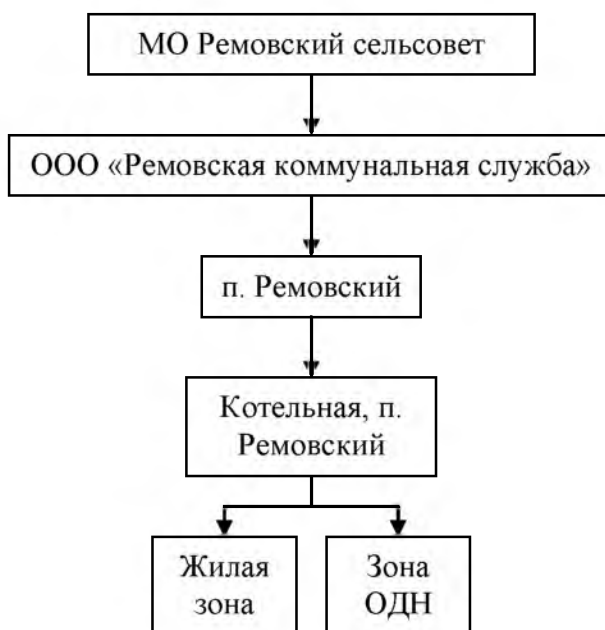 МО Ремовский сельсовет
ООО «Ремовская коммунальная служба»
п. Ремовский
Котельная, п.
Ремовский
Жилая
зона
Зона
ОДН